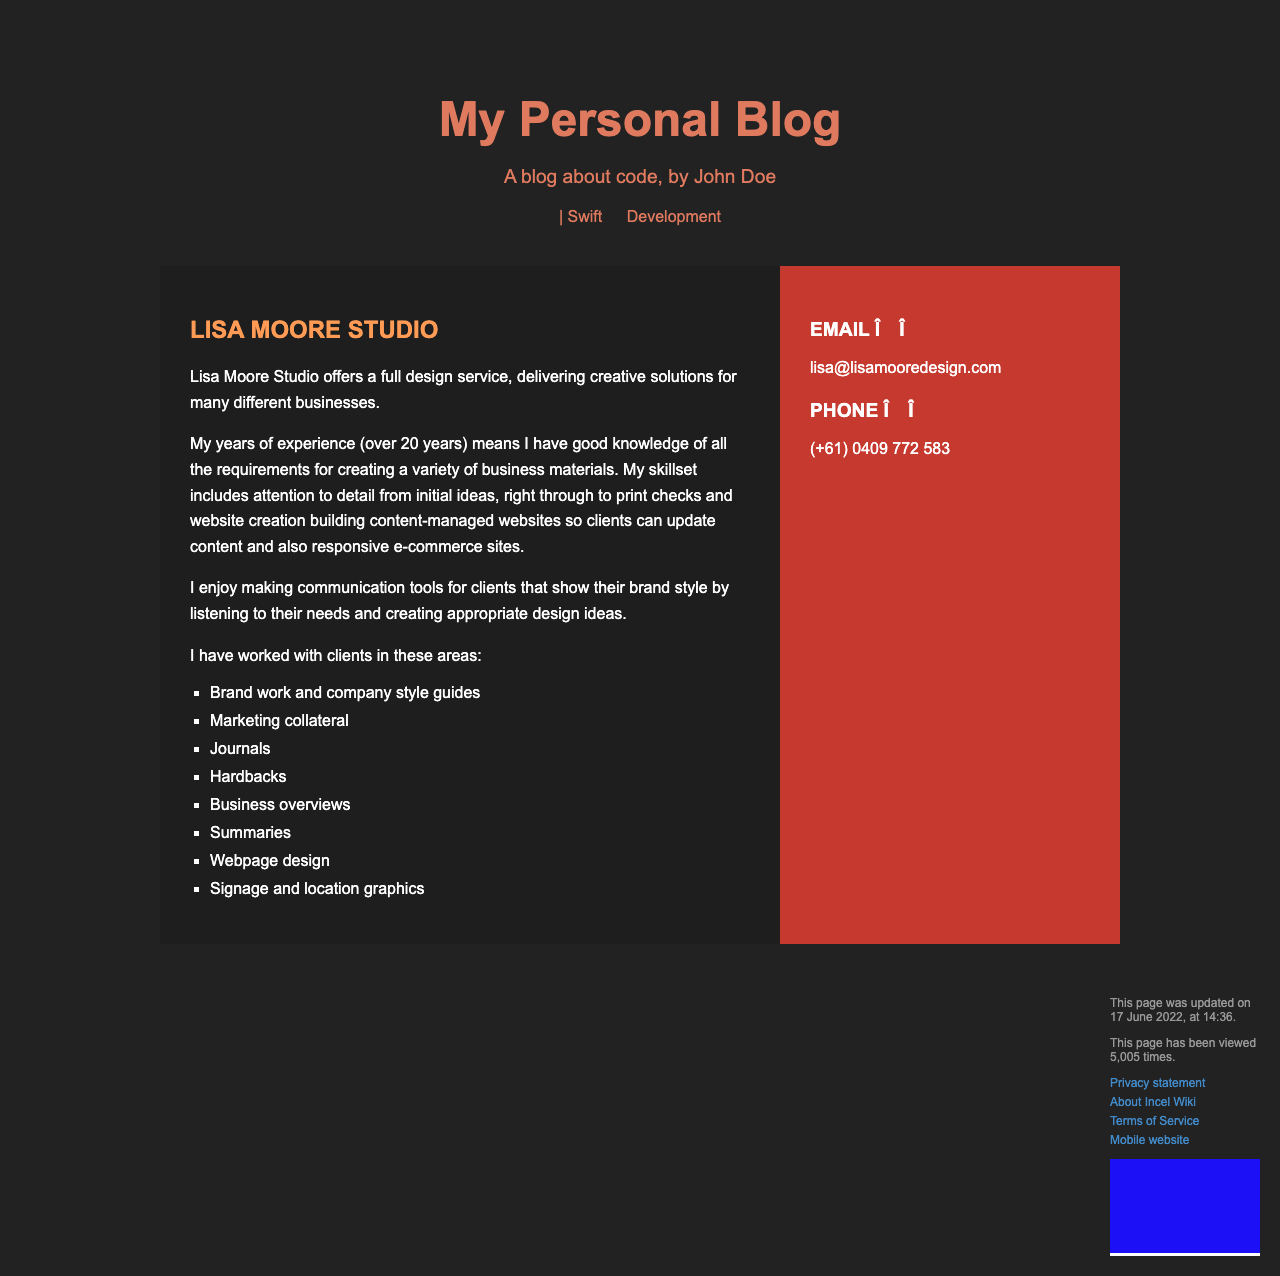 My Personal Blog
A blog about code, by John Doe
| Swift Development
LISA MOORE STUDIO
Lisa Moore Studio offers a full design service, delivering creative solutions for
many different businesses.
My years of experience (over 20 years) means I have good knowledge of all
the requirements for creating a variety of business materials. My skillset
includes attention to detail from initial ideas, right through to print checks and
website creation building content-managed websites so clients can update
content and also responsive e-commerce sites.
I enjoy making communication tools for clients that show their brand style by
listening to their needs and creating appropriate design ideas.
I have worked with clients in these areas:
Brand work and company style guides
Marketing collateral
Journals
Hardbacks
Business overviews
Summaries
Webpage design
Signage and location graphics
EMAIL Î Î
lisa@lisamooredesign.com
PHONE Î Î
(+61) 0409 772 583
This page was updated on
17 June 2022, at 14:36.
This page has been viewed
5,005 times.
Privacy statement
About Incel Wiki
Terms of Service
Mobile website